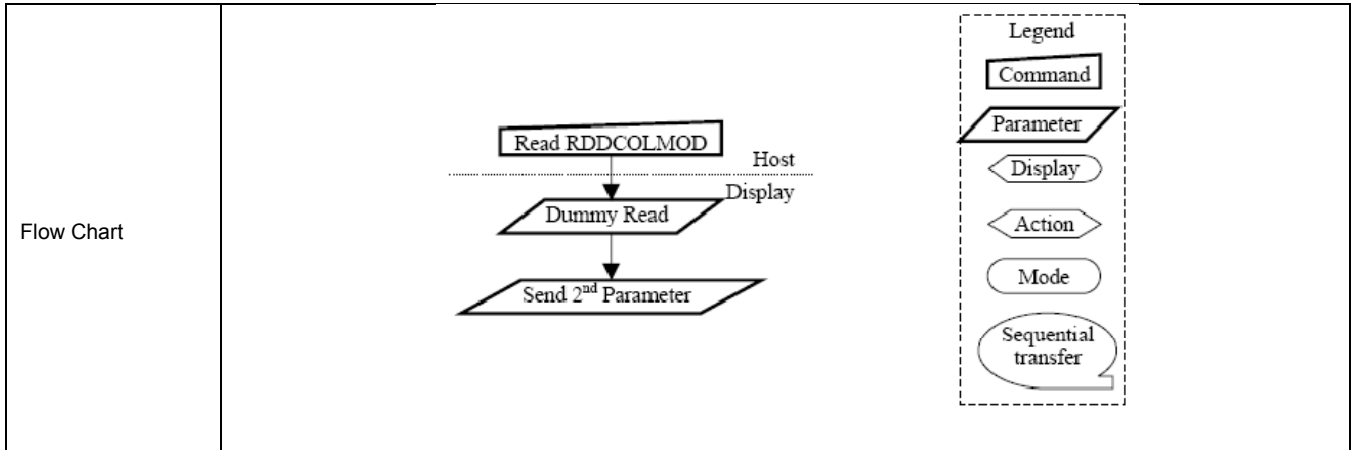 Flow Chart
Read RDDCOLMOD
Host
Display
Dummy Read
Send 2nd Parameter
Legend
Command
Parameter
Display
Action
Mode
Sequential
transfer